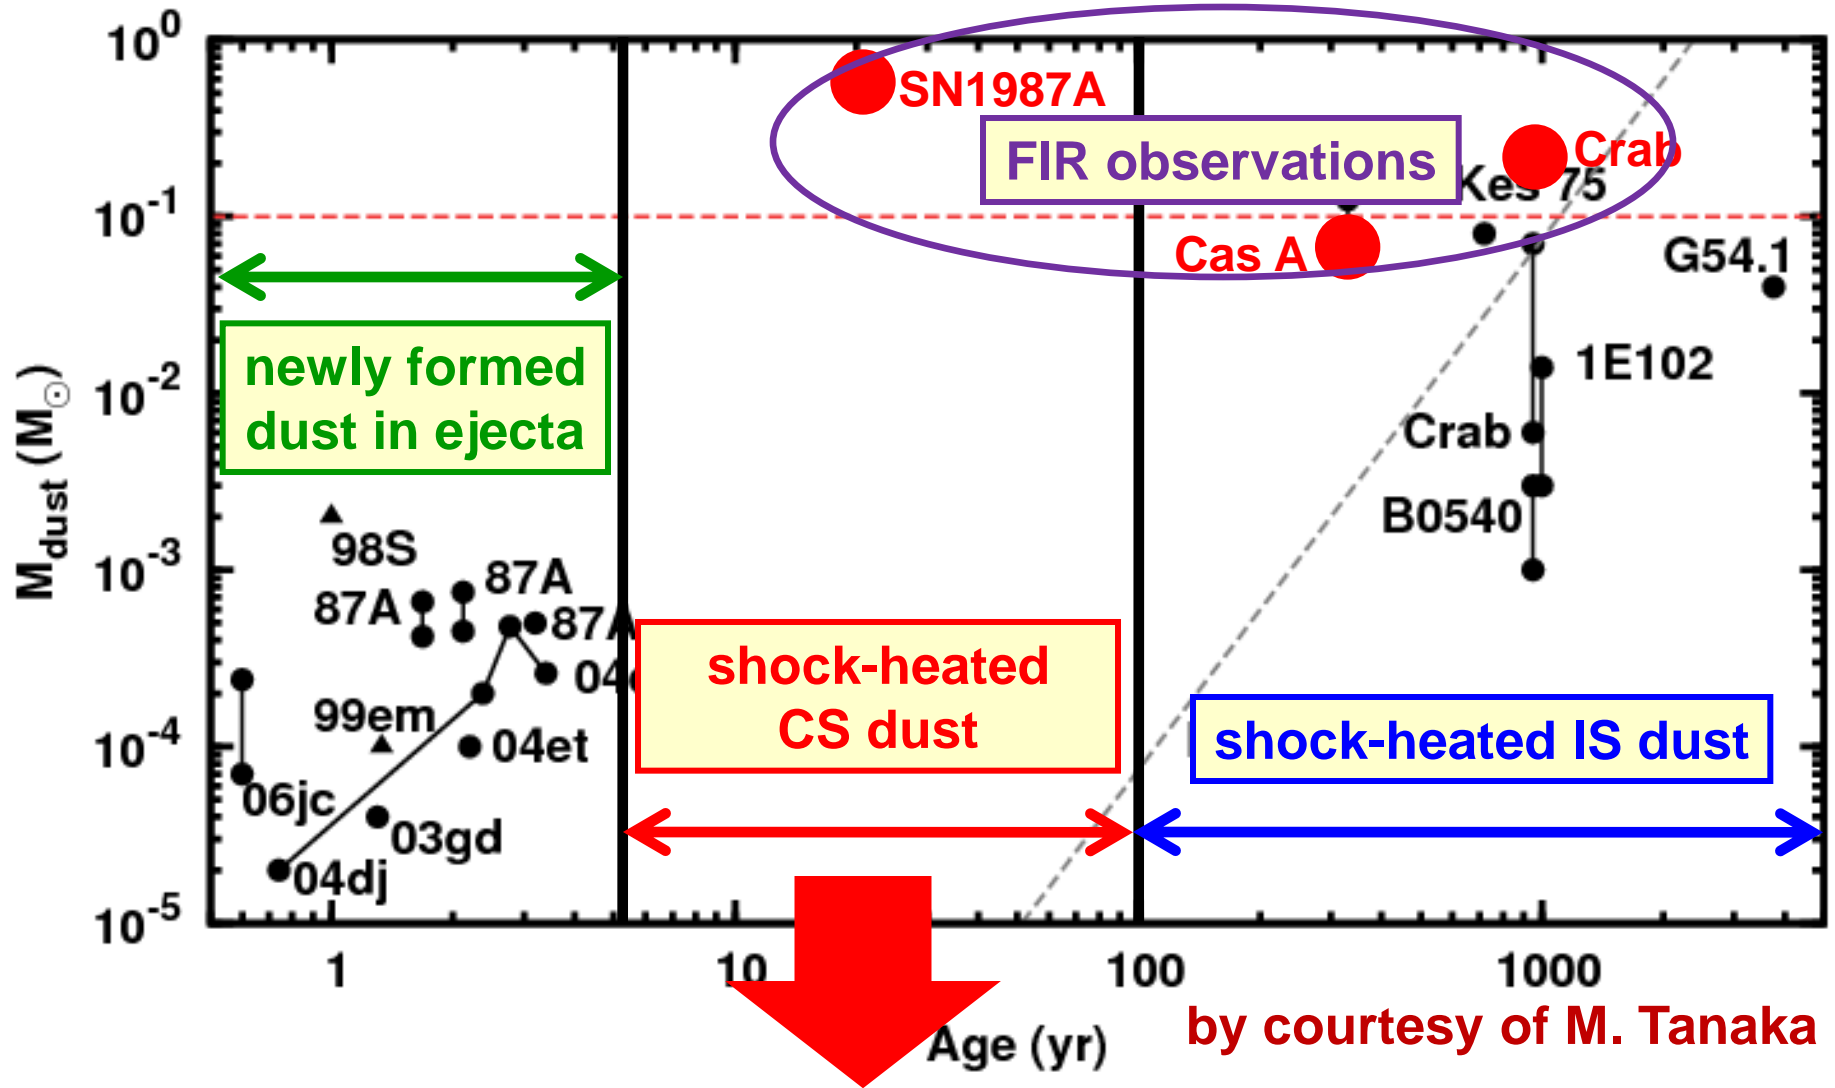 10^0
SN1987A
FIR observations
Crab
Kes 75
10^-1
Cas A
G54.1
newly formed
dust in ejecta
1E102
10^-2
Crab
B0540
M_dust (M_☉)
98S
10^-3
87A
87A
87A
04
shock-heated
CS dust
99em
04et
10^-4
shock-heated IS dust
06jc
03gd
04dj
10^-5
1
10
100
1000
Age (yr)
by courtesy of M. Tanaka